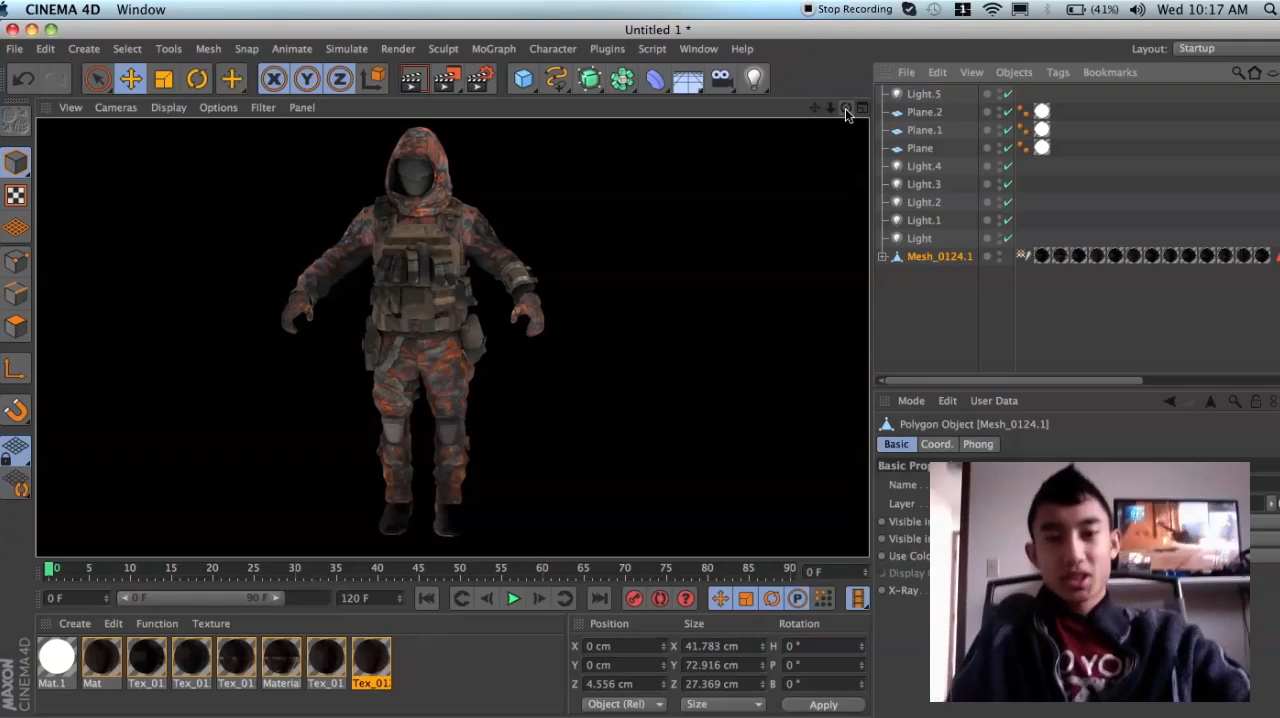 CINEMA 4D Window
Stop Recording 1 (41%) Wed 10:17 AM
Untitled 1 *
File Edit Create Select Tools Mesh Snap Animate Simulate Render Sculpt MoGraph Character Plugins Script Window Help
Layout: Startup
File Edit View Objects Tags Bookmarks
View Cameras Display Options Filter Panel
X Y Z
Light.5
Plane.2
Plane.1
Plane
Light.4
Light.3
Light.2
Light.1
Light
Mesh_0124.1
Mode Edit User Data
Polygon Object [Mesh_0124.1]
Basic Coord. Phong
Basic Prop
Name . .
Layer . . .
Visible in
Visible in
Use Colo
Display
X-Ray. .
0 5 10 15 20 25 30 35 40 45 50 55 60 65 70 75 80 85 90 0 F
0 F 0 F 90 F 120 F
P
Create Edit Function Texture
Mat.1 Mat Tex_01 Tex_01 Tex_01 Material Tex_01 Tex_01
Position Size Rotation
X 0 cm X 41.783 cm H 0 °
Y 0 cm Y 72.916 cm P 0 °
Z 4.556 cm Z 27.369 cm B 0 °
Object (Rel) Size Apply
MAXON
CINEMA 4D